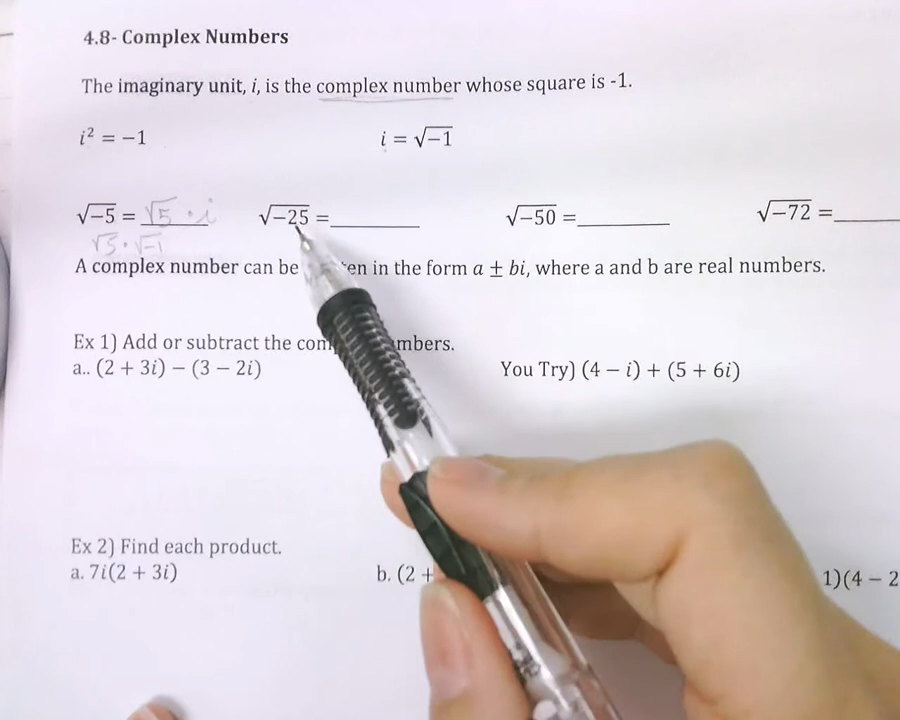 4.8- Complex Numbers
The imaginary unit, i, is the complex number whose square is -1.
i² = −1 i = √−1
√−5 = √5 · i √−25 = ________ √−50 = ________ √−72 = ______
√5 · √−1
A complex number can be en in the form a ± bi, where a and b are real numbers.
Ex 1) Add or subtract the com mbers.
a.. (2 + 3i) − (3 − 2i) You Try) (4 − i) + (5 + 6i)
Ex 2) Find each product.
a. 7i(2 + 3i) b. (2 + 1)(4 − 2